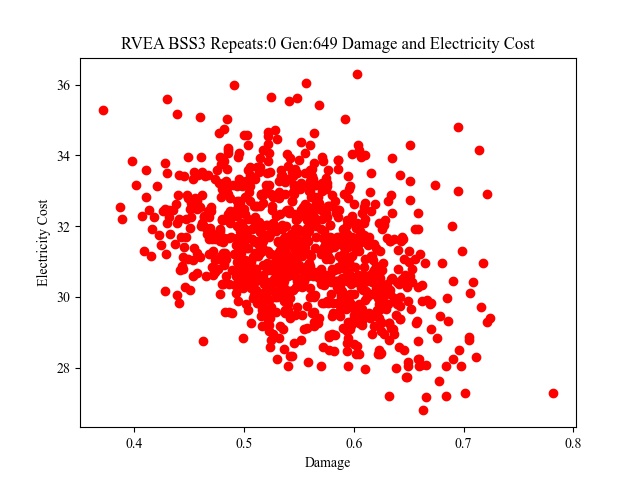 RVEA BSS3 Repeats:0 Gen:649 Damage and Electricity Cost
36
34
32
30
28
Electricity Cost
0.4 0.5 0.6 0.7 0.8
Damage